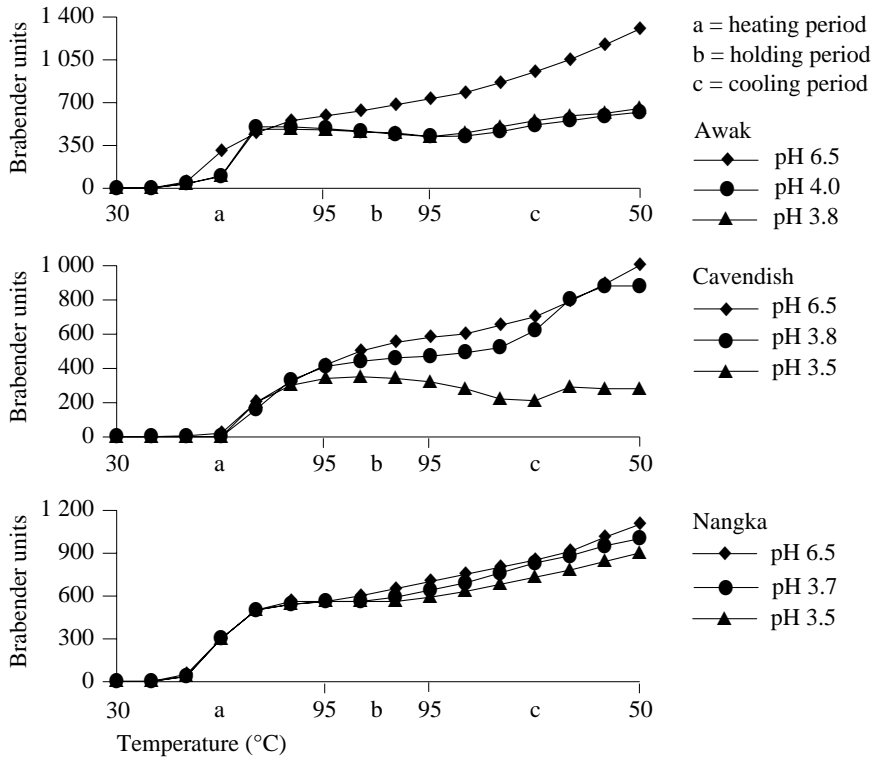 Brabender units
1 400
1 050
700
350
0
30 a 95 b 95 c 50
a = heating period
b = holding period
c = cooling period
Awak
pH 6.5
pH 4.0
pH 3.8
Brabender units
1 000
800
600
400
200
0
30 a 95 b 95 c 50
Cavendish
pH 6.5
pH 3.8
pH 3.5
Brabender units
1 200
900
600
300
0
30 a 95 b 95 c 50
Temperature (°C)
Nangka
pH 6.5
pH 3.7
pH 3.5